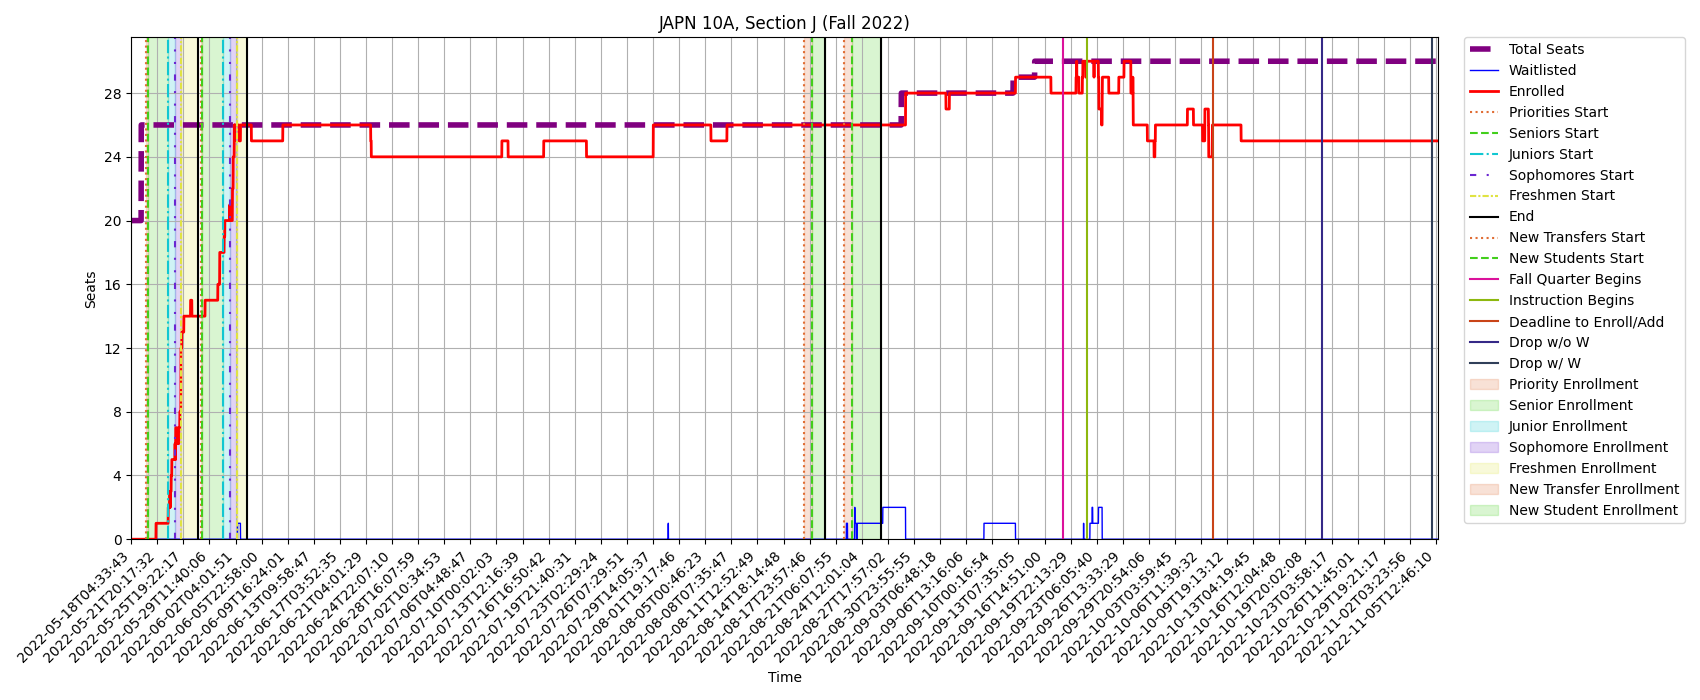 JAPN 10A, Section J (Fall 2022)
Seats
28
24
20
16
12
8
4
0
2022-05-18T04:33:43
2022-05-21T20:17:32
2022-05-25T19:22:17
2022-05-29T11:40:06
2022-06-02T04:01:51
2022-06-05T22:58:00
2022-06-09T16:24:01
2022-06-13T09:58:47
2022-06-17T03:52:35
2022-06-21T04:01:29
2022-06-24T22:07:10
2022-06-28T16:07:59
2022-07-02T10:34:53
2022-07-06T04:48:47
2022-07-10T00:02:03
2022-07-13T12:16:39
2022-07-16T16:50:42
2022-07-19T21:40:31
2022-07-23T02:29:24
2022-07-26T07:29:51
2022-07-29T14:05:37
2022-08-01T19:17:46
2022-08-05T00:46:23
2022-08-08T07:35:47
2022-08-11T12:52:49
2022-08-14T18:14:48
2022-08-17T23:57:46
2022-08-21T06:07:55
2022-08-24T12:01:04
2022-08-27T17:57:02
2022-08-30T23:55:55
2022-09-03T06:48:18
2022-09-06T13:16:06
2022-09-10T00:16:54
2022-09-13T07:35:05
2022-09-16T14:51:00
2022-09-19T22:13:29
2022-09-23T06:05:40
2022-09-26T13:33:29
2022-09-29T20:54:06
2022-10-03T03:59:45
2022-10-06T11:39:32
2022-10-09T19:13:12
2022-10-13T04:19:45
2022-10-16T12:04:48
2022-10-19T20:02:08
2022-10-23T03:58:17
2022-10-26T11:45:01
2022-10-29T19:21:17
2022-11-02T03:23:56
2022-11-05T12:46:10
Time
Total Seats
Waitlisted
Enrolled
Priorities Start
Seniors Start
Juniors Start
Sophomores Start
Freshmen Start
End
New Transfers Start
New Students Start
Fall Quarter Begins
Instruction Begins
Deadline to Enroll/Add
Drop w/o W
Drop w/ W
Priority Enrollment
Senior Enrollment
Junior Enrollment
Sophomore Enrollment
Freshmen Enrollment
New Transfer Enrollment
New Student Enrollment